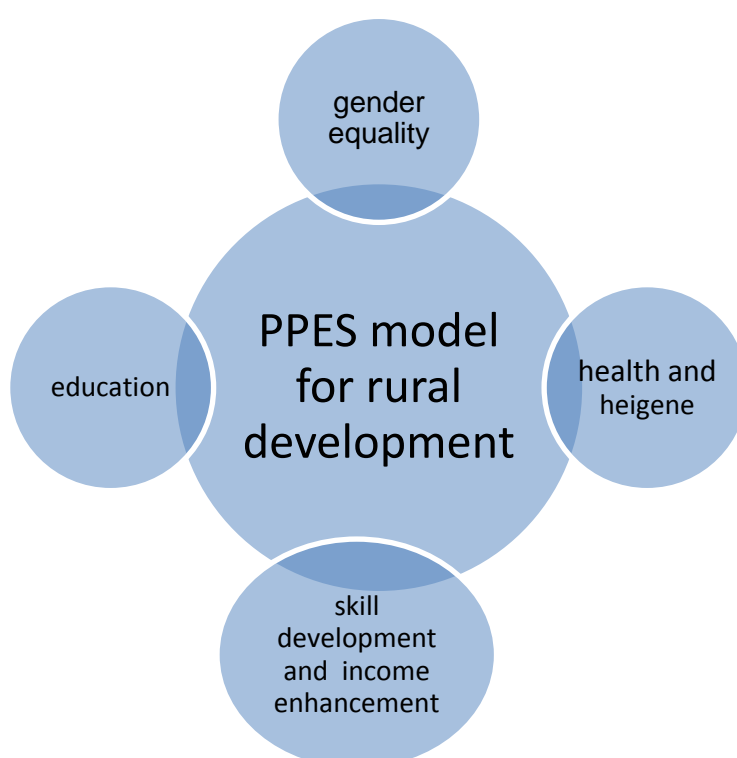 gender
equality
PPES model
for rural
development
education
health and
heigene
skill
development
and income
enhancement